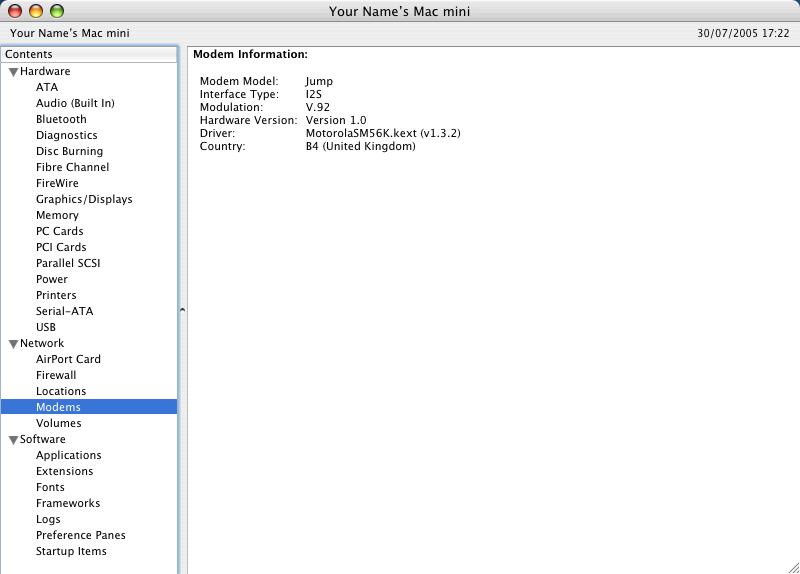 Your Name's Mac mini
Your Name's Mac mini 30/07/2005 17:22
Contents
Hardware
ATA
Audio (Built In)
Bluetooth
Diagnostics
Disc Burning
Fibre Channel
FireWire
Graphics/Displays
Memory
PC Cards
PCI Cards
Parallel SCSI
Power
Printers
Serial-ATA
USB
Network
AirPort Card
Firewall
Locations
Modems
Volumes
Software
Applications
Extensions
Fonts
Frameworks
Logs
Preference Panes
Startup Items
Modem Information:
Modem Model: Jump
Interface Type: I2S
Modulation: V.92
Hardware Version: Version 1.0
Driver: MotorolaSM56K.kext (v1.3.2)
Country: B4 (United Kingdom)